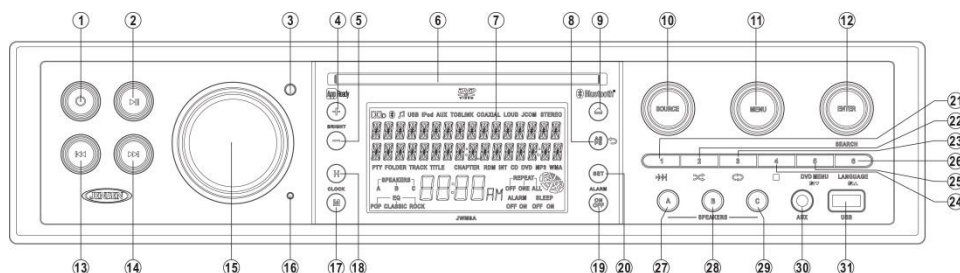 1 2 3 4 5 6 7 8 9 10 11 12
App Ready DVD VIDEO Bluetooth
BRIGHT
USB iPod AUX TOSLINK COAXIAL LOUD JCOM STEREO
SOURCE MENU ENTER
SEARCH
21
22
23
26
25
24
1 2 3 4 5 6
PTY FOLDER TRACK TITLE CHAPTER RDM INT CD DVD MP3 WMA
DVD MENU LANGUAGE
JENSEN
H
CLOCK
M
SPEAKERS
A B C
EQ
POP CLASSIC ROCK
AM
REPEAT
OFF ONE ALL
ALARM SLEEP
OFF ON OFF ON
SET
ALARM
ON
OFF
JWM9A
A B C
SPEAKERS
AUX USB
13 14 15 16 17 18 19 20 27 28 29 30 31